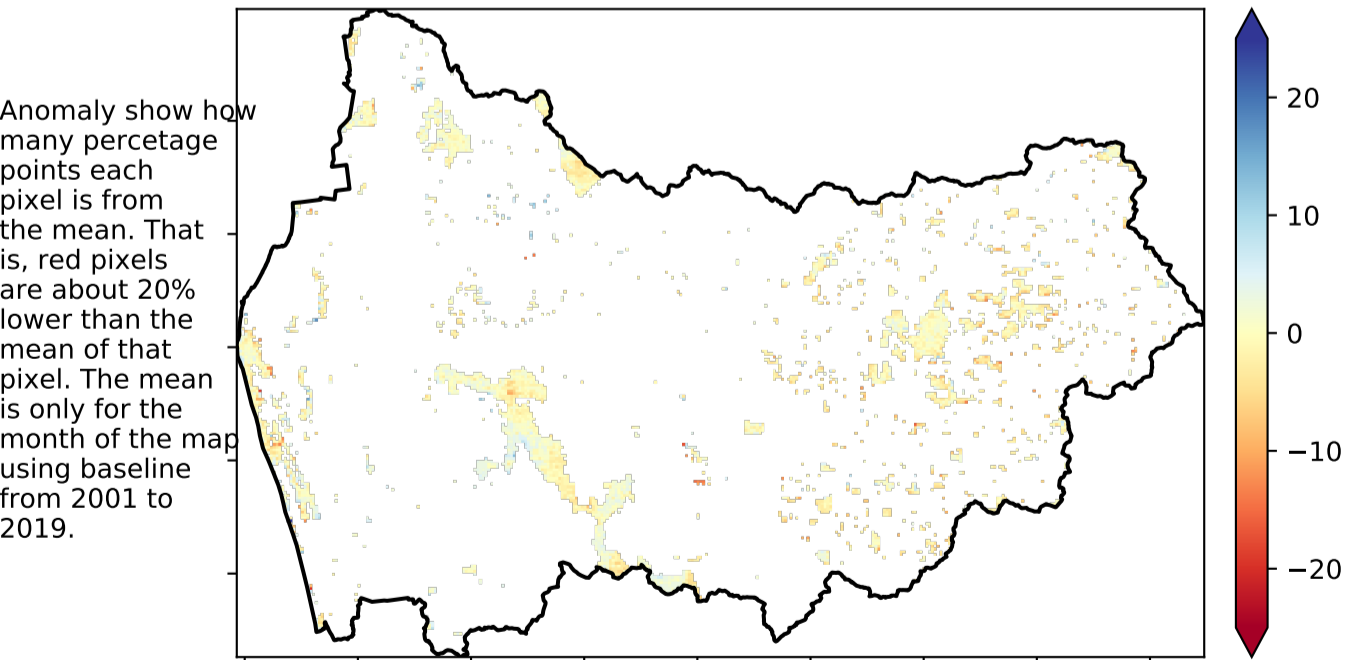 Anomaly show how
many percetage
points each
pixel is from
the mean. That
is, red pixels
are about 20%
lower than the
mean of that
pixel. The mean
is only for the
month of the map
using baseline
from 2001 to
2019.
20
10
0
−10
−20